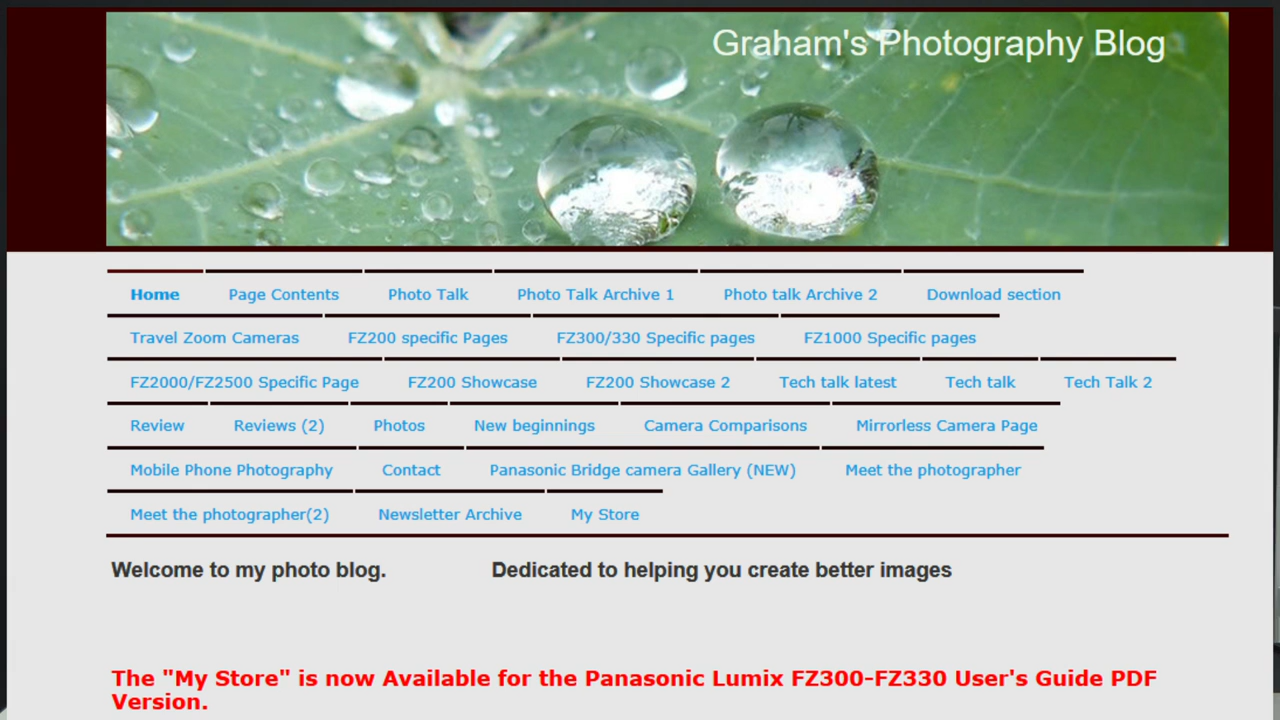 Graham's Photography Blog
Home Page Contents Photo Talk Photo Talk Archive 1 Photo talk Archive 2 Download section
Travel Zoom Cameras FZ200 specific Pages FZ300/330 Specific pages FZ1000 Specific pages
FZ2000/FZ2500 Specific Page FZ200 Showcase FZ200 Showcase 2 Tech talk latest Tech talk Tech Talk 2
Review Reviews (2) Photos New beginnings Camera Comparisons Mirrorless Camera Page
Mobile Phone Photography Contact Panasonic Bridge camera Gallery (NEW) Meet the photographer
Meet the photographer(2) Newsletter Archive My Store
Welcome to my photo blog. Dedicated to helping you create better images
The "My Store" is now Available for the Panasonic Lumix FZ300-FZ330 User's Guide PDF
Version.